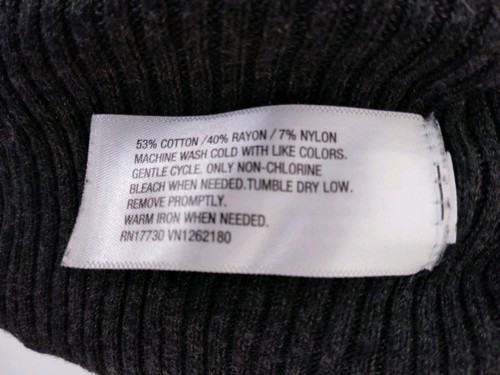 53% COTTON /40% RAYON / 7% NYLON
MACHINE WASH COLD WITH LIKE COLORS.
GENTLE CYCLE. ONLY NON-CHLORINE
BLEACH WHEN NEEDED.TUMBLE DRY LOW.
REMOVE PROMPTLY.
WARM IRON WHEN NEEDED.
RN17730 VN1262180